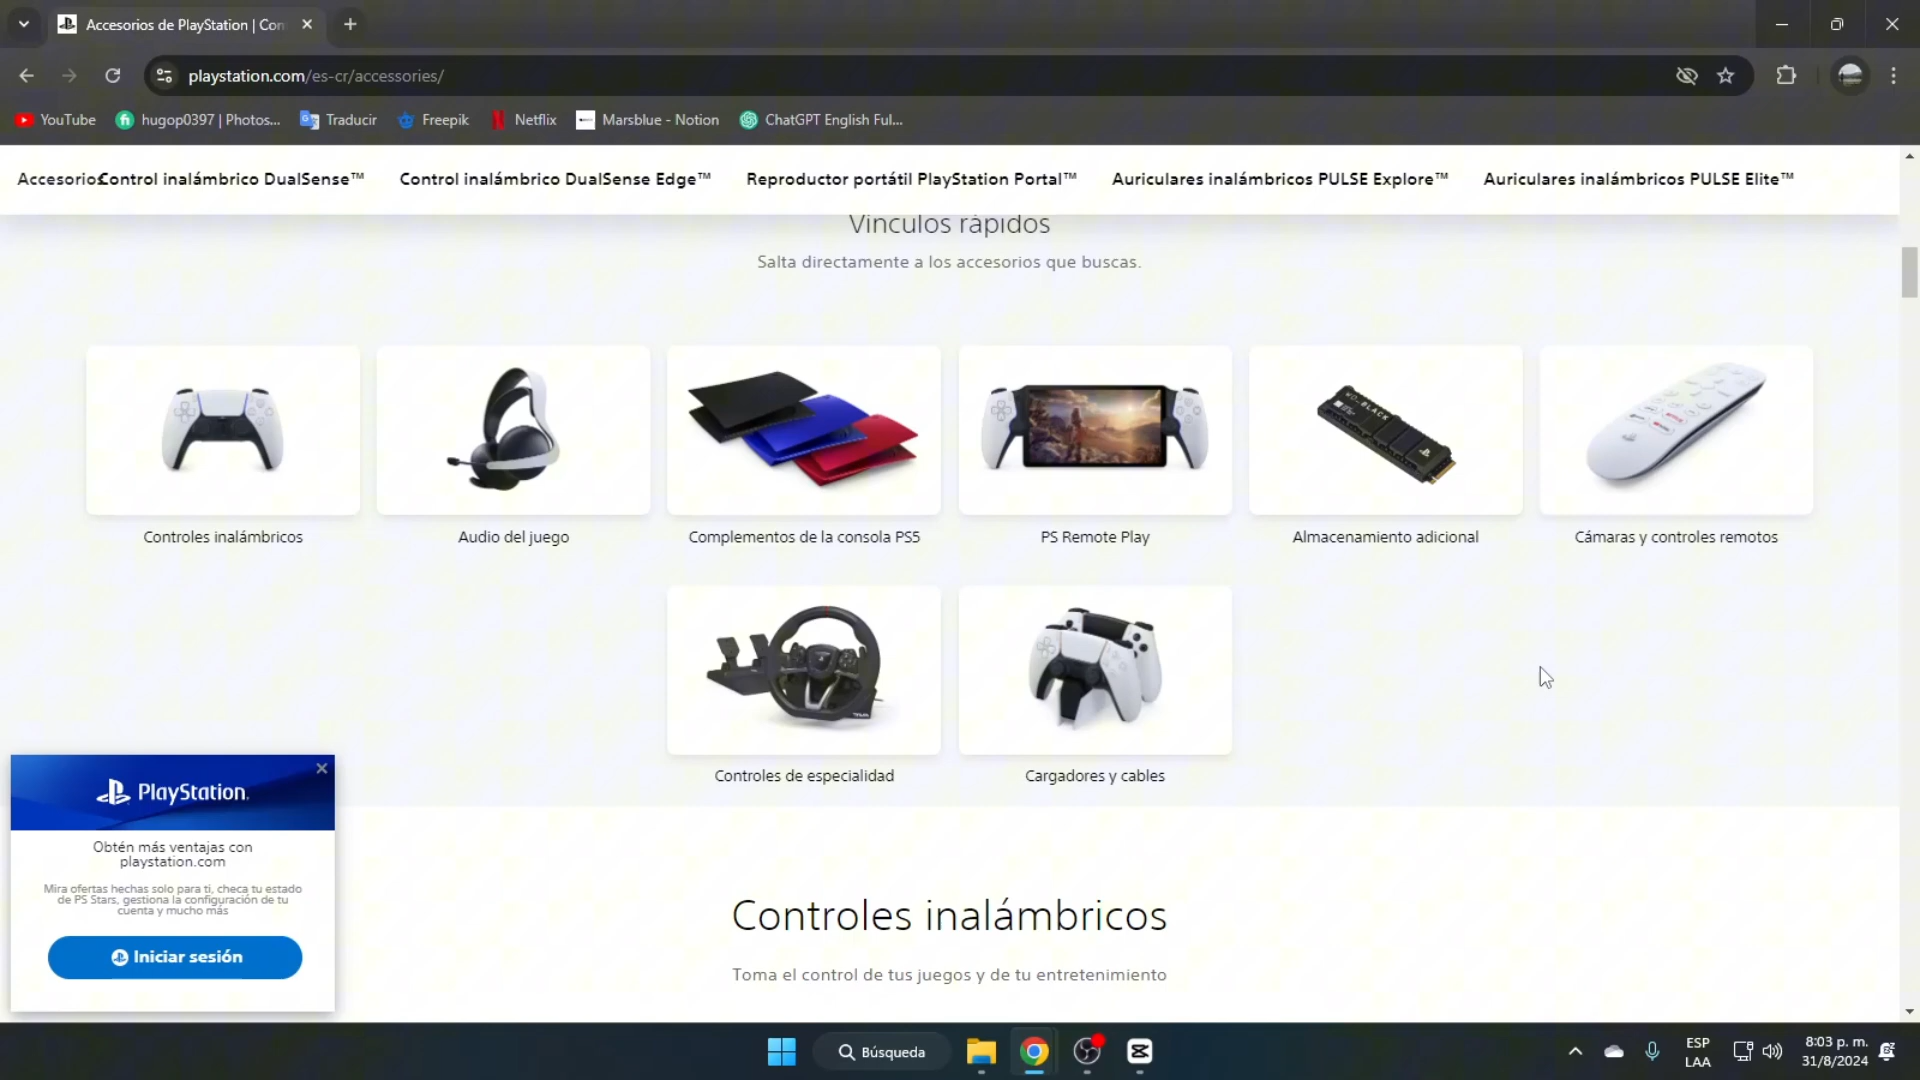 Accesorios de PlayStation | Con
playstation.com/es-cr/accessories/
YouTube
hugop0397 | Photos...
Traducir
Freepik
Netflix
Marsblue - Notion
ChatGPT English Ful...
Accesorios
Control inalámbrico DualSense™
Control inalámbrico DualSense Edge™
Reproductor portátil PlayStation Portal™
Auriculares inalámbricos PULSE Explore™
Auriculares inalámbricos PULSE Elite™
Vínculos rápidos
Salta directamente a los accesorios que buscas.
WD_BLACK
Controles inalámbricos
Audio del juego
Complementos de la consola PS5
PS Remote Play
Almacenamiento adicional
Cámaras y controles remotos
Controles de especialidad
Cargadores y cables
PlayStation.
Obtén más ventajas con
playstation.com
Mira ofertas hechas solo para ti, checa tu estado
de PS Stars, gestiona la configuración de tu
cuenta y mucho más
Iniciar sesión
Controles inalámbricos
Toma el control de tus juegos y de tu entretenimiento
Búsqueda
ESP
LAA
8:03 p. m.
31/8/2024